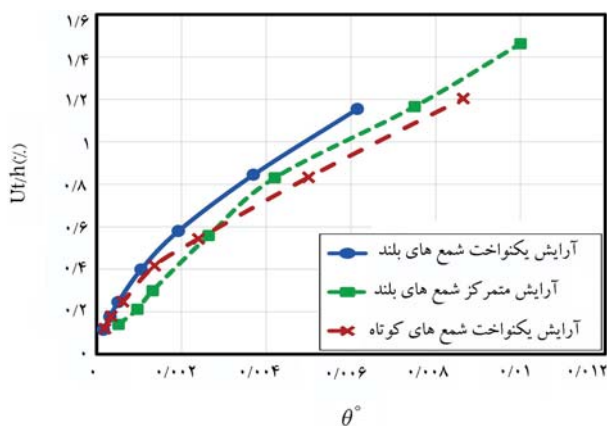 ۱/۶
۱/۴
۱/۲
۱
۰/۸
۰/۶
۰/۴
۰/۲
۰
Ut/h(٪)
آرایش یکنواخت شمع های بلند
آرایش متمرکز شمع های بلند
آرایش یکنواخت شمع های کوتاه
۰ ۰/۰۰۲ ۰/۰۰۴ ۰/۰۰۶ ۰/۰۰۸ ۰/۰۱ ۰/۰۱۲
θ°